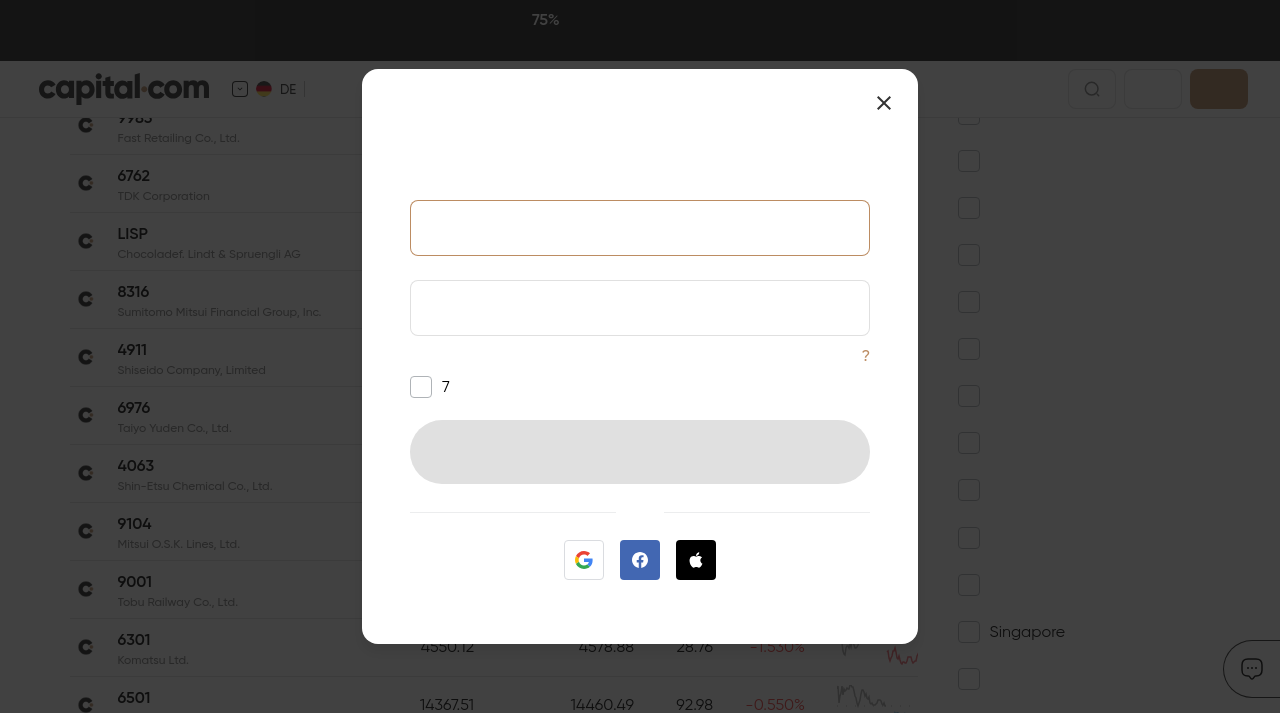 75%
capital.com
DE
9983
Fast Retailing Co., Ltd.
6762
TDK Corporation
LISP
Chocoladef. Lindt & Spruengli AG
8316
Sumitomo Mitsui Financial Group, Inc.
4911
Shiseido Company, Limited
6976
Taiyo Yuden Co., Ltd.
4063
Shin-Etsu Chemical Co., Ltd.
9104
Mitsui O.S.K. Lines, Ltd.
9001
Tobu Railway Co., Ltd.
6301
Komatsu Ltd.
4550.12 4578.88 28.76 -1.530%
6501
14367.51 14460.49 92.98 -0.550%
?
7
Singapore